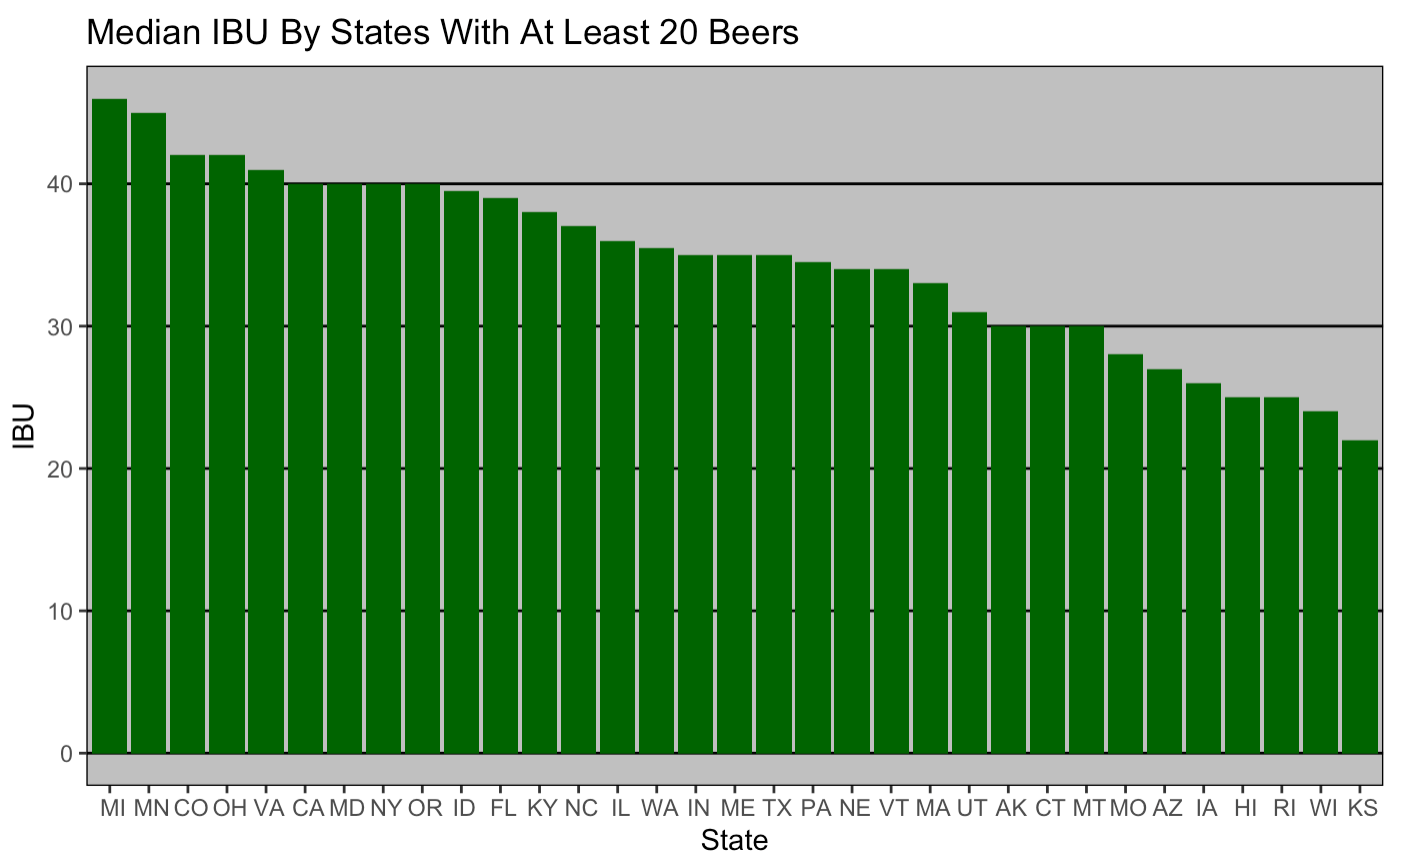 Median IBU By States With At Least 20 Beers
IBU
40
30
20
10
0
MI MN CO OH VA CA MD NY OR ID FL KY NC IL WA IN ME TX PA NE VT MA UT AK CT MT MO AZ IA HI RI WI KS
State